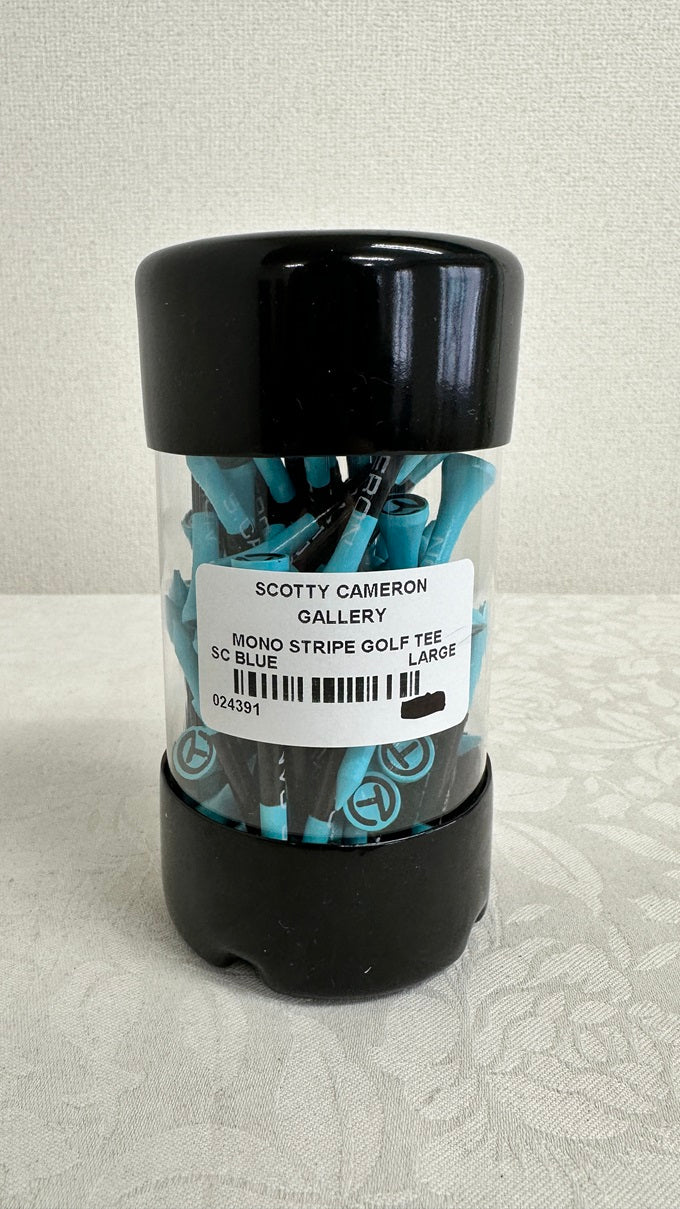 SCOTTY CAMERON
GALLERY
MONO STRIPE GOLF TEE
SC BLUE LARGE
024391